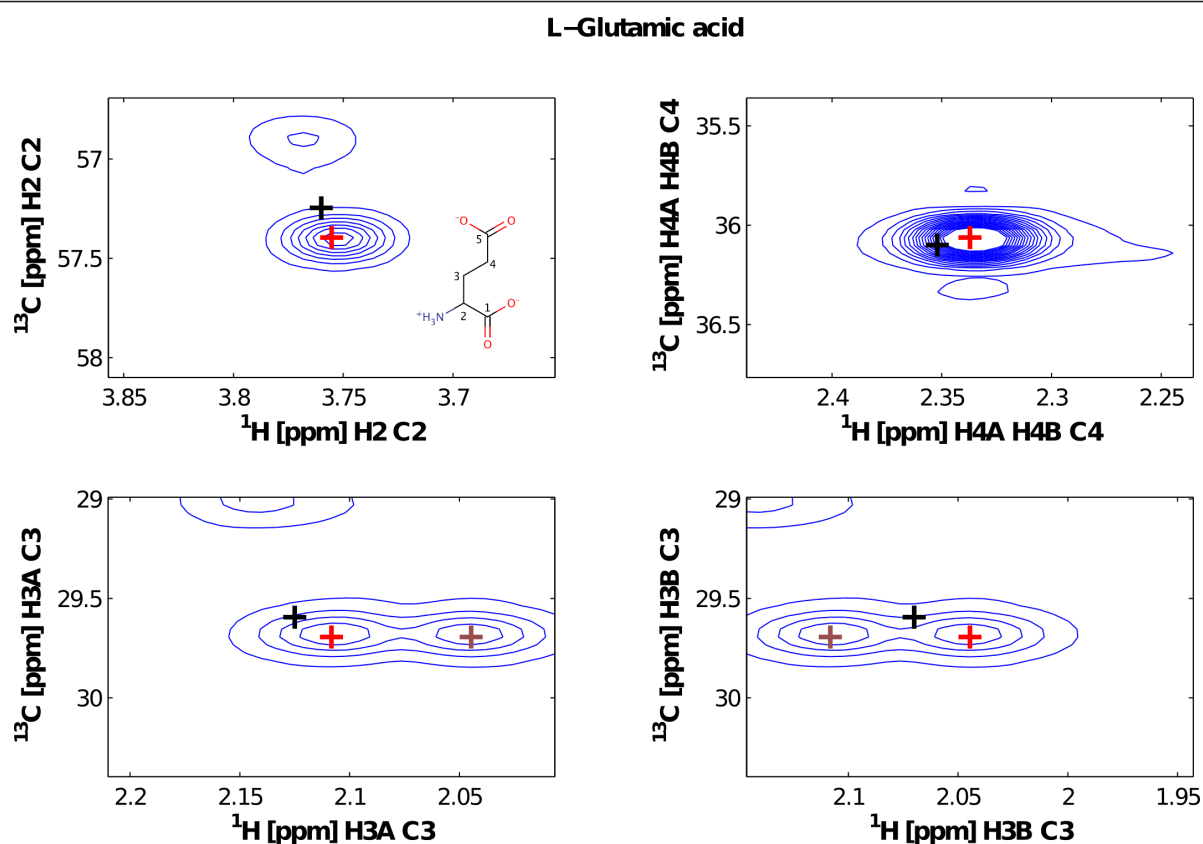 L–Glutamic acid
13C [ppm] H2 C2
57
57.5
58
3.85
3.8
3.75
3.7
1H [ppm] H2 C2
-O
O
5
4
3
+H3N
2
1
O-
O
13C [ppm] H4A H4B C4
35.5
36
36.5
2.4
2.35
2.3
2.25
1H [ppm] H4A H4B C4
13C [ppm] H3A C3
29
29.5
30
2.2
2.15
2.1
2.05
1H [ppm] H3A C3
13C [ppm] H3B C3
29
29.5
30
2.1
2.05
2
1.95
1H [ppm] H3B C3